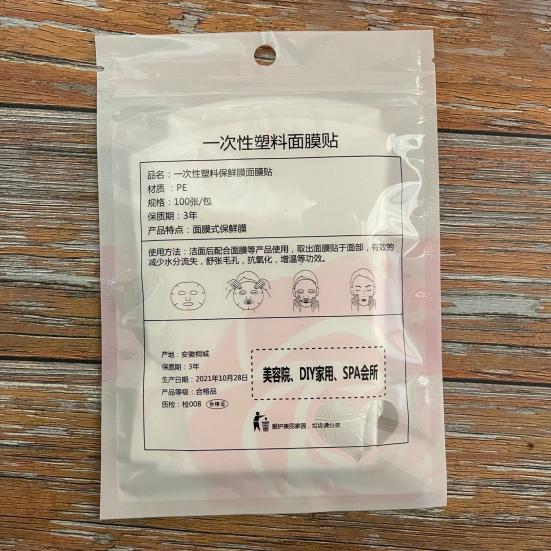 一次性塑料面膜贴
品名：一次性塑料保鲜膜面膜贴
材质 ：PE
规格：100张/包
保质期：3年
产品特点：面膜式保鲜膜
使用方法：洁面后配合面膜等产品使用，取出面膜贴于面部，有效的
减少水分流失，舒张毛孔，抗氧化，增温等功效。
产地：安徽桐城
保质期：3年
生产日期：2021年10月28日
产品等级：合格品
质检：检008 合格证
美容院、DIY家用、SPA会所
爱护美丽家园，垃圾请分类